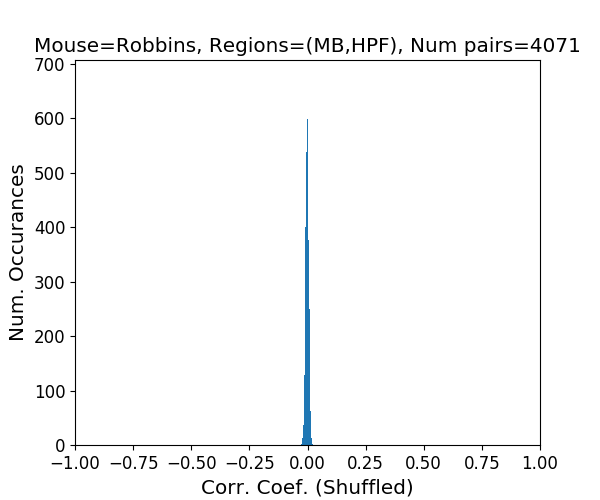 Mouse=Robbins, Regions=(MB,HPF), Num pairs=4071
700
600
500
400
300
200
100
0
Num. Occurances
−1.00 −0.75 −0.50 −0.25 0.00 0.25 0.50 0.75 1.00
Corr. Coef. (Shuffled)